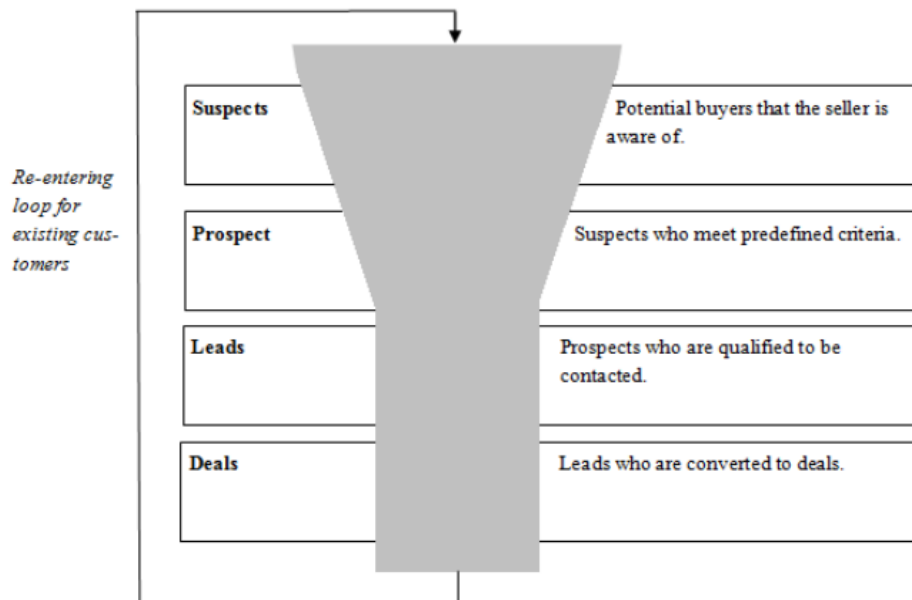 Suspects
Potential buyers that the seller is
aware of.
Re-entering
loop for
existing cus-
tomers
Prospect
Suspects who meet predefined criteria.
Leads
Prospects who are qualified to be
contacted.
Deals
Leads who are converted to deals.